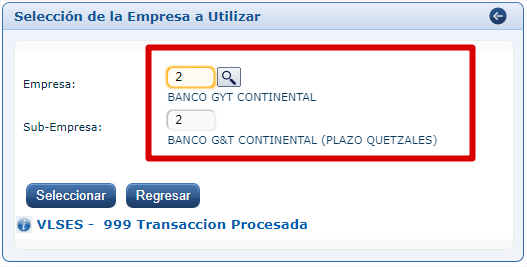 Selección de la Empresa a Utilizar
Empresa: 2
BANCO GYT CONTINENTAL
Sub-Empresa: 2
BANCO G&T CONTINENTAL (PLAZO QUETZALES)
Seleccionar Regresar
VLSES - 999 Transaccion Procesada